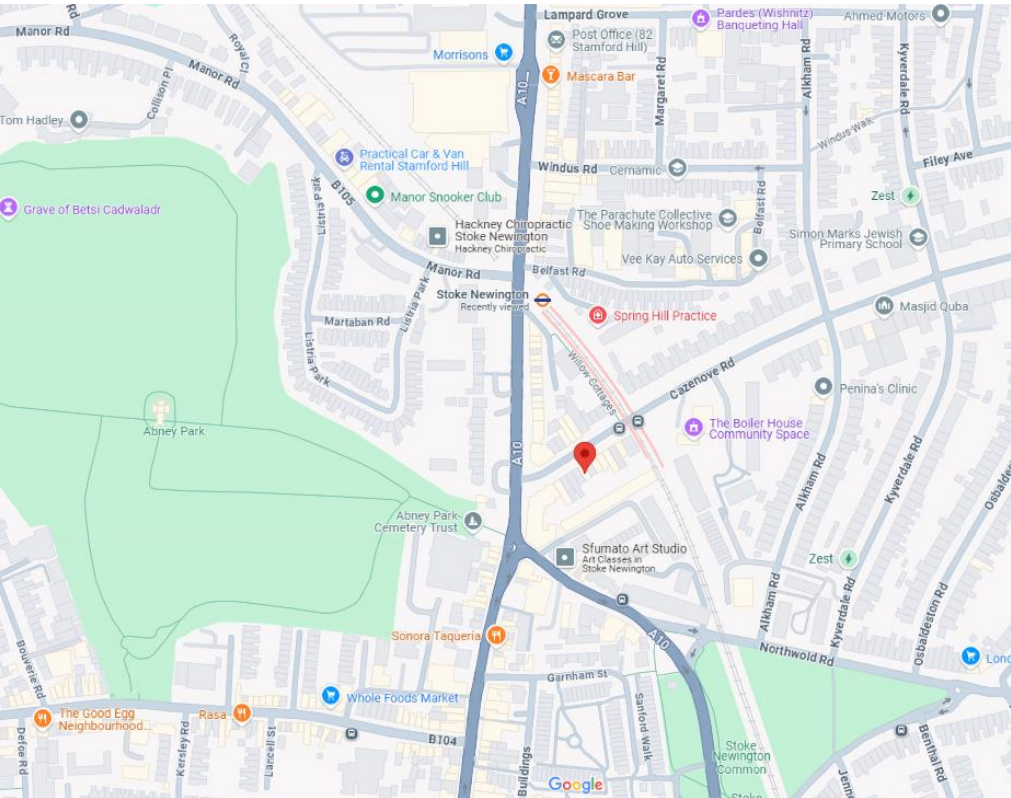 Lampard Grove
Pardes (Wishnitz)
Banqueting Hall
Ahmed Motors
Manor Rd
Royal Cl
Post Office (82
Stamford Hill)
Morrisons
A10
Mascara Bar
Margaret Rd
Alkham Rd
Kyverdale Rd
Manor Rd
Collison Pl
Tom Hadley
Windus Walk
Practical Car & Van
Rental Stamford Hill
Windus Rd
Cernamic
Filey Ave
B105
Listria Park
Manor Snooker Club
Belfast Rd
Zest
Grave of Betsi Cadwaladr
Hackney Chiropractic
Stoke Newington
Hackney Chiropractic
The Parachute Collective
Shoe Making Workshop
Simon Marks Jewish
Primary School
Vee Kay Auto Services
Manor Rd
Belfast Rd
Listria Park
Stoke Newington
Recently viewed
Masjid Quba
Martaban Rd
Spring Hill Practice
Listria Park
Willow Cottages
Cazenove Rd
Penina's Clinic
Abney Park
The Boiler House
Community Space
A10
Alkham Rd
Kyverdale Rd
Abney Park
Cemetery Trust
Sfumato Art Studio
Art Classes in
Stoke Newington
Zest
Alkham Rd
Kyverdale Rd
Osbaldeston Rd
Sonora Taqueria
A10
Northwold Rd
Bouverie Rd
Garnham St
Whole Foods Market
Sanford Walk
The Good Egg
Neighbourhood...
Rasa
Defoe Rd
Kersley Rd
Lancell St
B104
Buildings
Stoke
Newington
Common
Benthal Rd
Google